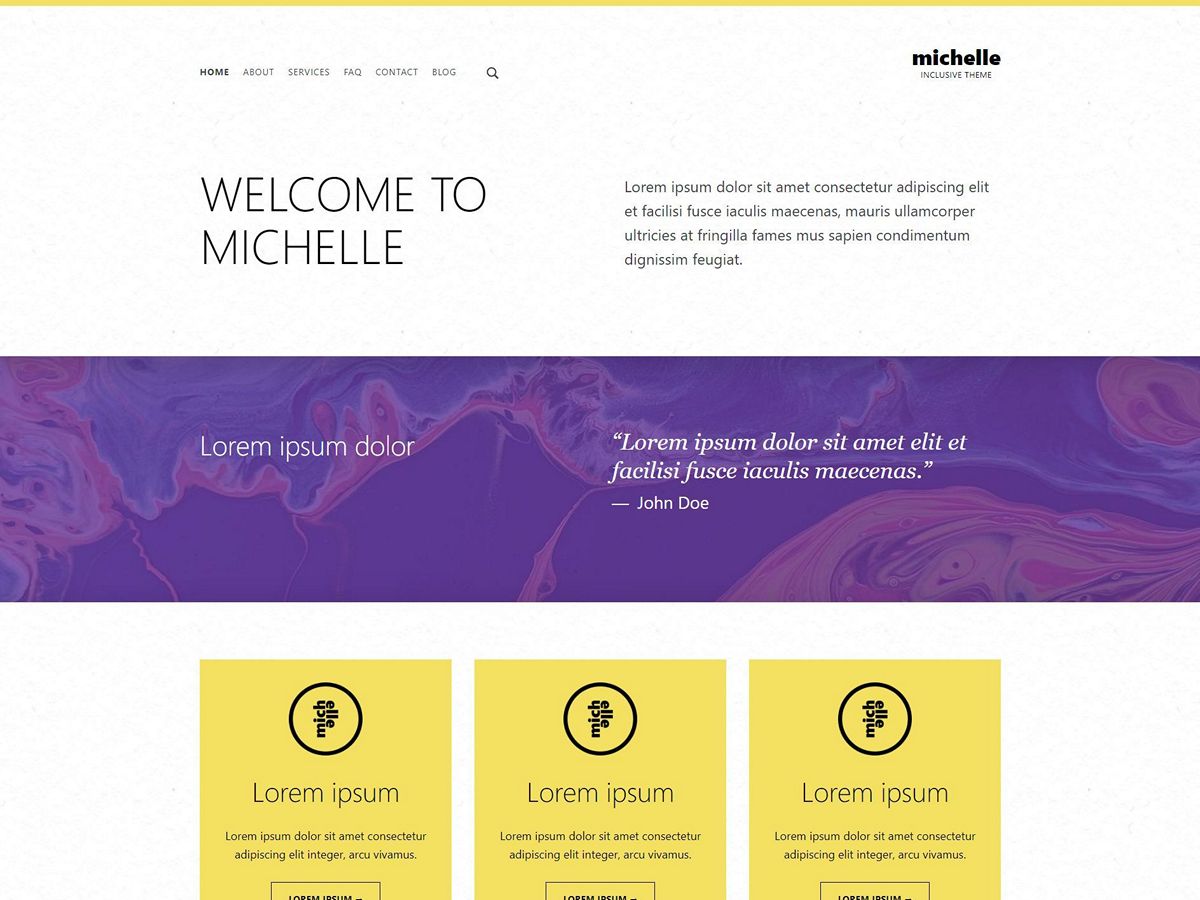 HOME ABOUT SERVICES FAQ CONTACT BLOG
michelle
INCLUSIVE THEME
WELCOME TO
MICHELLE
Lorem ipsum dolor sit amet consectetur adipiscing elit
et facilisi fusce iaculis maecenas, mauris ullamcorper
ultricies at fringilla fames mus sapien condimentum
dignissim feugiat.
Lorem ipsum dolor
“Lorem ipsum dolor sit amet elit et
facilisi fusce iaculis maecenas.”
— John Doe
mich
elle
Lorem ipsum
Lorem ipsum dolor sit amet consectetur
adipiscing elit integer, arcu vivamus.
LOREM IPSUM →
mich
elle
Lorem ipsum
Lorem ipsum dolor sit amet consectetur
adipiscing elit integer, arcu vivamus.
LOREM IPSUM →
mich
elle
Lorem ipsum
Lorem ipsum dolor sit amet consectetur
adipiscing elit integer, arcu vivamus.
LOREM IPSUM →